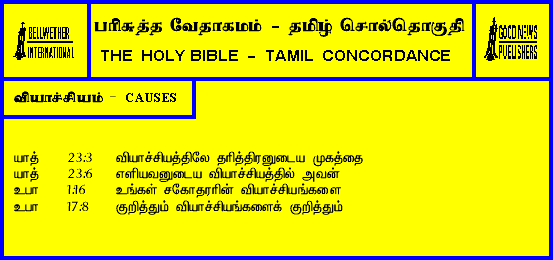 BELLWETHER
INTERNATIONAL
பரிசுத்த வேதாகமம் - தமிழ் சொல்தொகுதி
THE HOLY BIBLE - TAMIL CONCORDANCE
GOOD NEWS
PUBLISHERS
வியாச்சியம் - CAUSES
யாத் 23:3 வியாச்சியத்திலே தரித்திரனுடைய முகத்தை
யாத் 23:6 எளியவனுடைய வியாச்சியத்தில் அவன்
உபா 1:16 உங்கள் சகோதரரின் வியாச்சியங்களை
உபா 17:8 குறித்தும் வியாச்சியங்களைக் குறித்தும்